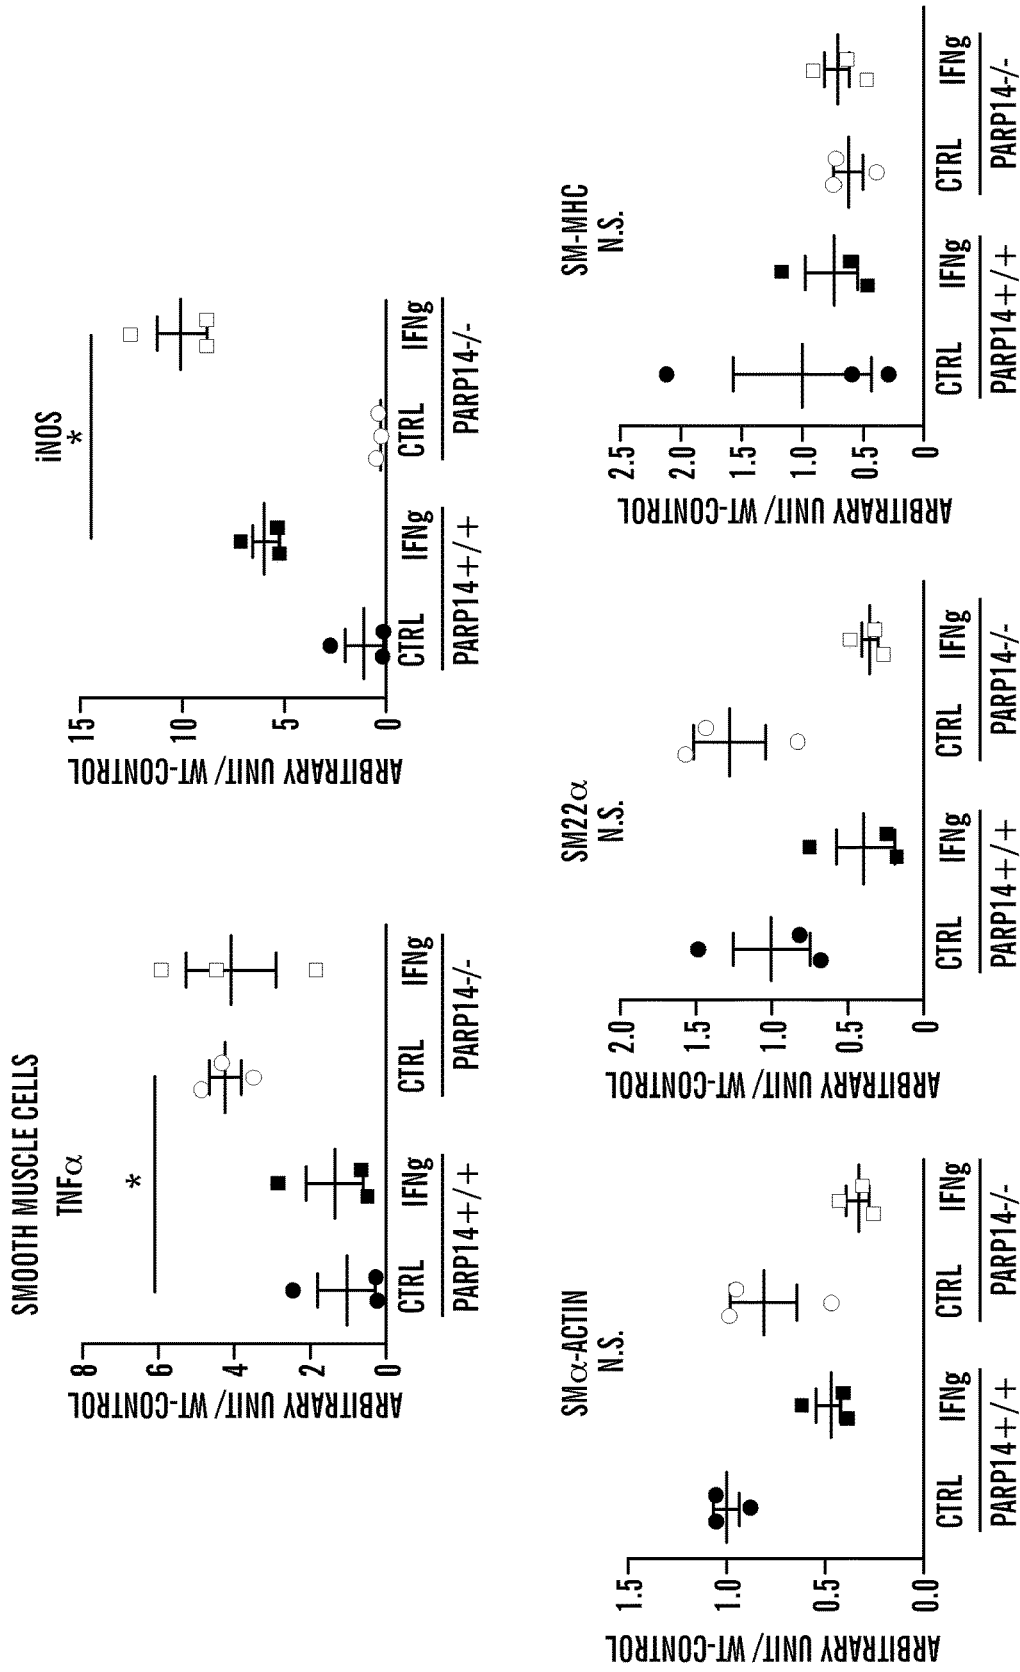 SMOOTH MUSCLE CELLS
TNFα
*
ARBITRARY UNIT/ WT-CONTROL
8
6
4
2
0
CTRL IFNg CTRL IFNg
PARP14+/+ PARP14-/-
iNOS
*
ARBITRARY UNIT/ WT-CONTROL
15
10
5
0
CTRL IFNg CTRL IFNg
PARP14+/+ PARP14-/-
SMα-ACTIN
N.S.
ARBITRARY UNIT/ WT-CONTROL
1.5
1.0
0.5
0.0
CTRL IFNg CTRL IFNg
PARP14+/+ PARP14-/-
SM22α
N.S.
ARBITRARY UNIT/ WT-CONTROL
2.0
1.5
1.0
0.5
0
CTRL IFNg CTRL IFNg
PARP14+/+ PARP14-/-
SM-MHC
N.S.
ARBITRARY UNIT/ WT-CONTROL
2.5
2.0
1.5
1.0
0.5
0
CTRL IFNg CTRL IFNg
PARP14+/+ PARP14-/-